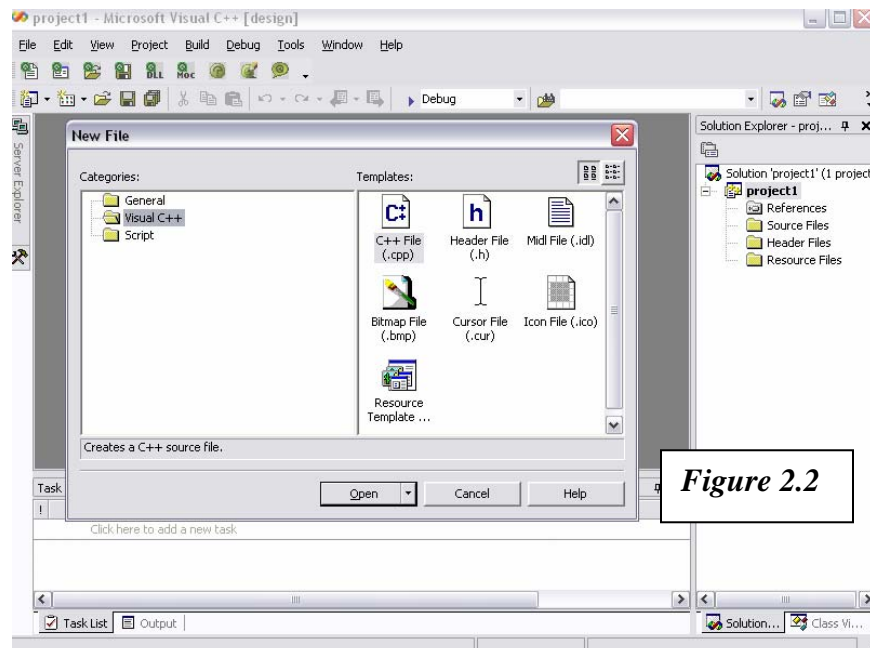 project1 - Microsoft Visual C++ [design]
File Edit View Project Build Debug Tools Window Help
DLL Moc
Debug
Server Explorer
New File
Categories:
Templates:
General
Visual C++
Script
C++ File (.cpp)
Header File (.h)
Midl File (.idl)
Bitmap File (.bmp)
Cursor File (.cur)
Icon File (.ico)
Resource Template ...
Creates a C++ source file.
Open Cancel Help
Solution Explorer - proj...
Solution 'project1' (1 project
project1
References
Source Files
Header Files
Resource Files
Figure 2.2
Task
!
Click here to add a new task
Task List Output
Solution... Class Vi...